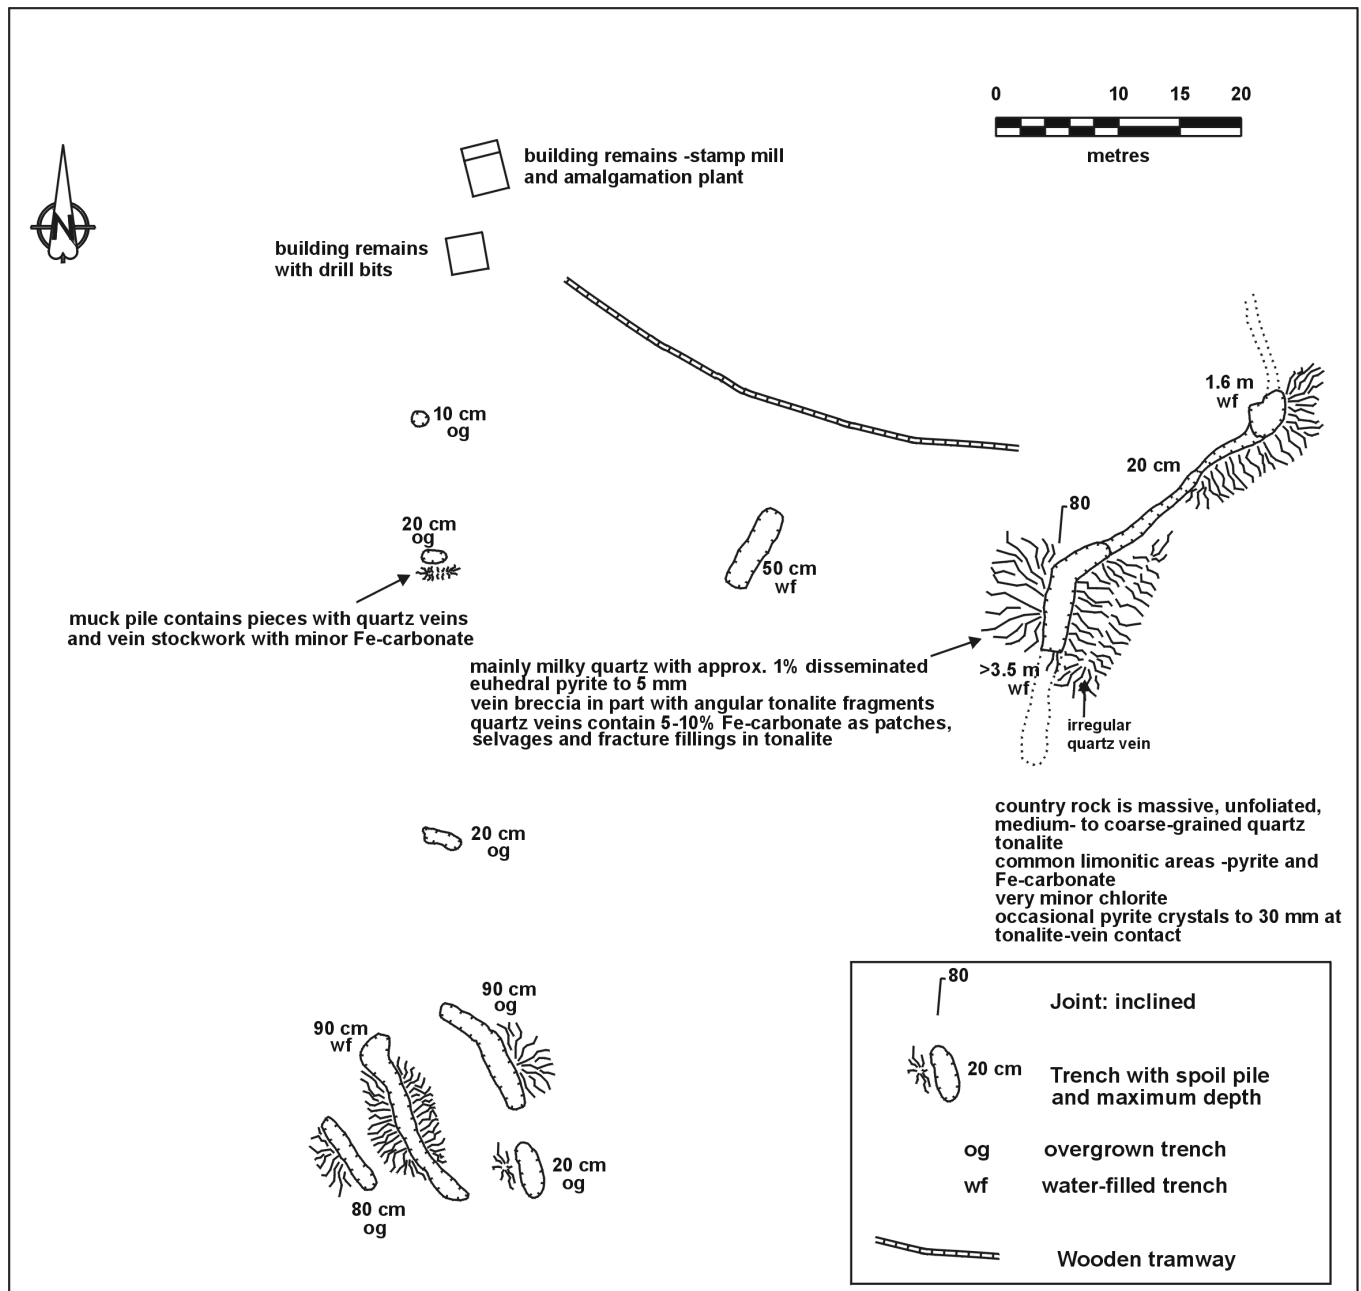 0 10 15 20
metres
building remains -stamp mill
and amalgamation plant
N
building remains
with drill bits
1.6 m
wf
10 cm
og
20 cm
80
20 cm
og
50 cm
wf
muck pile contains pieces with quartz veins
and vein stockwork with minor Fe-carbonate
mainly milky quartz with approx. 1% disseminated
euhedral pyrite to 5 mm
vein breccia in part with angular tonalite fragments
quartz veins contain 5-10% Fe-carbonate as patches,
selvages and fracture fillings in tonalite
>3.5 m
wf
irregular
quartz vein
country rock is massive, unfoliated,
medium- to coarse-grained quartz
tonalite
common limonitic areas -pyrite and
Fe-carbonate
very minor chlorite
occasional pyrite crystals to 30 mm at
tonalite-vein contact
20 cm
og
90 cm
og
90 cm
wf
20 cm
og
80 cm
og
80
Joint: inclined
20 cm
Trench with spoil pile
and maximum depth
og overgrown trench
wf water-filled trench
Wooden tramway